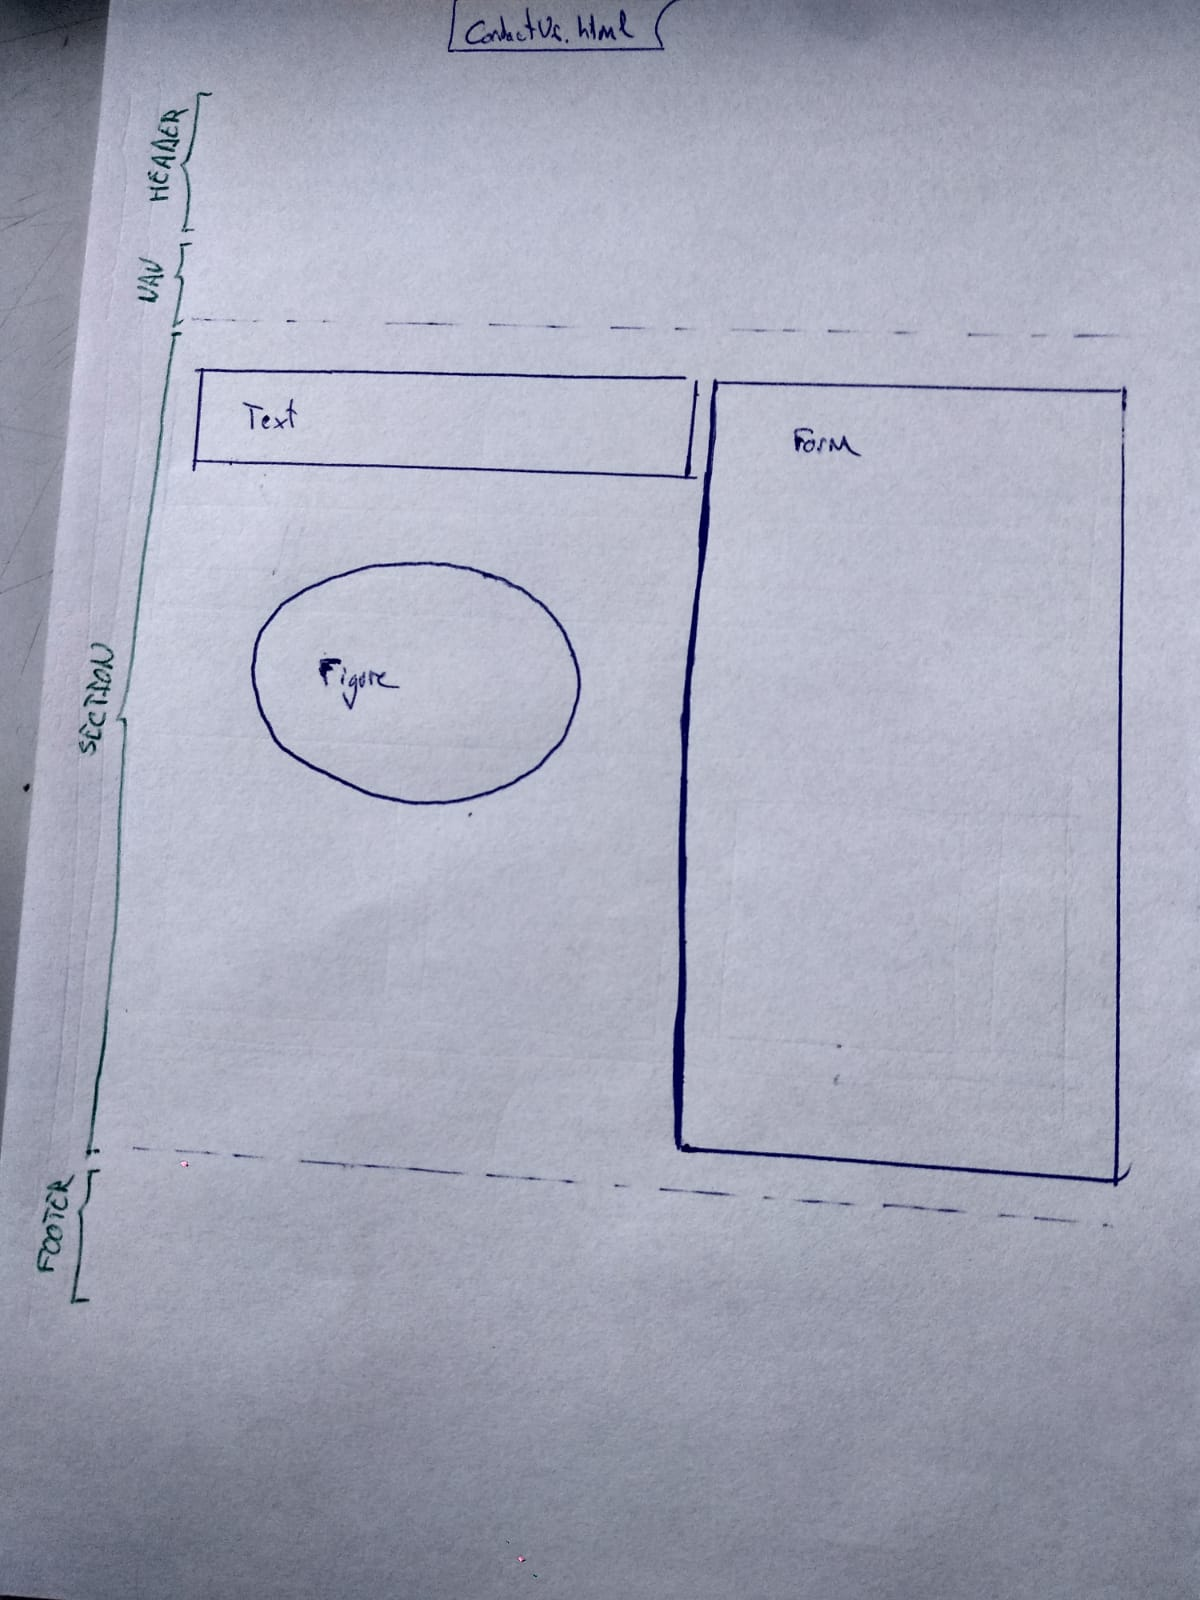 ContactUs.html
HEADER
NAV
Text
Form
Figure
SECTION
FOOTER